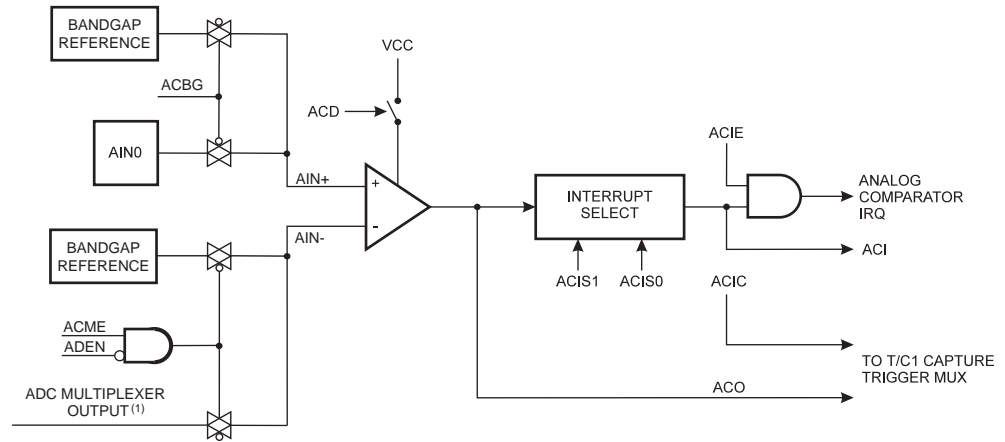 BANDGAP
REFERENCE
VCC
ACBG
ACD
AIN0
ACIE
AIN+
+
INTERRUPT
SELECT
ANALOG
COMPARATOR
IRQ
-
AIN-
BANDGAP
REFERENCE
ACI
ACIS1 ACIS0
ACIC
ACME
ADEN
TO T/C1 CAPTURE
TRIGGER MUX
ADC MULTIPLEXER
OUTPUT (1)
ACO